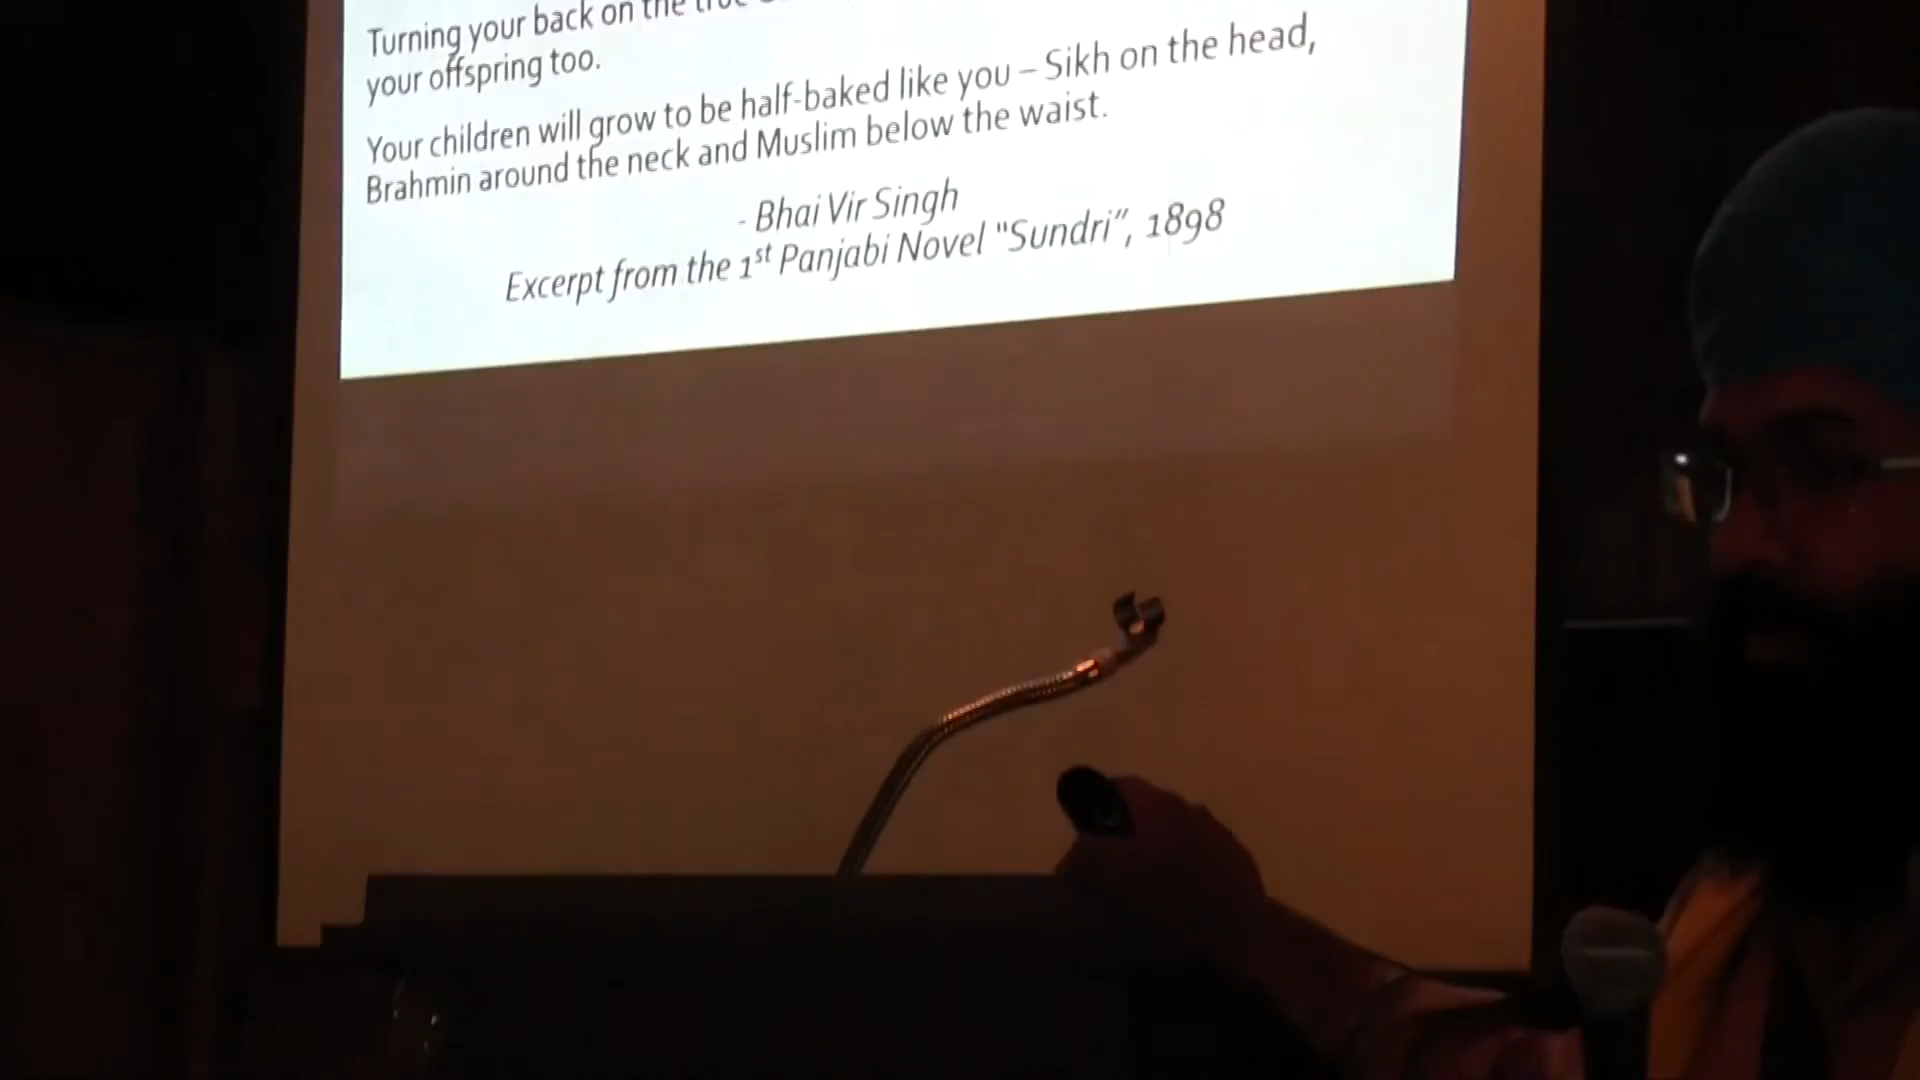 Turning your back on the true
your offspring too.
Your children will grow to be half-baked like you – Sikh on the head,
Brahmin around the neck and Muslim below the waist.
- Bhai Vir Singh
Excerpt from the 1st Panjabi Novel "Sundri", 1898